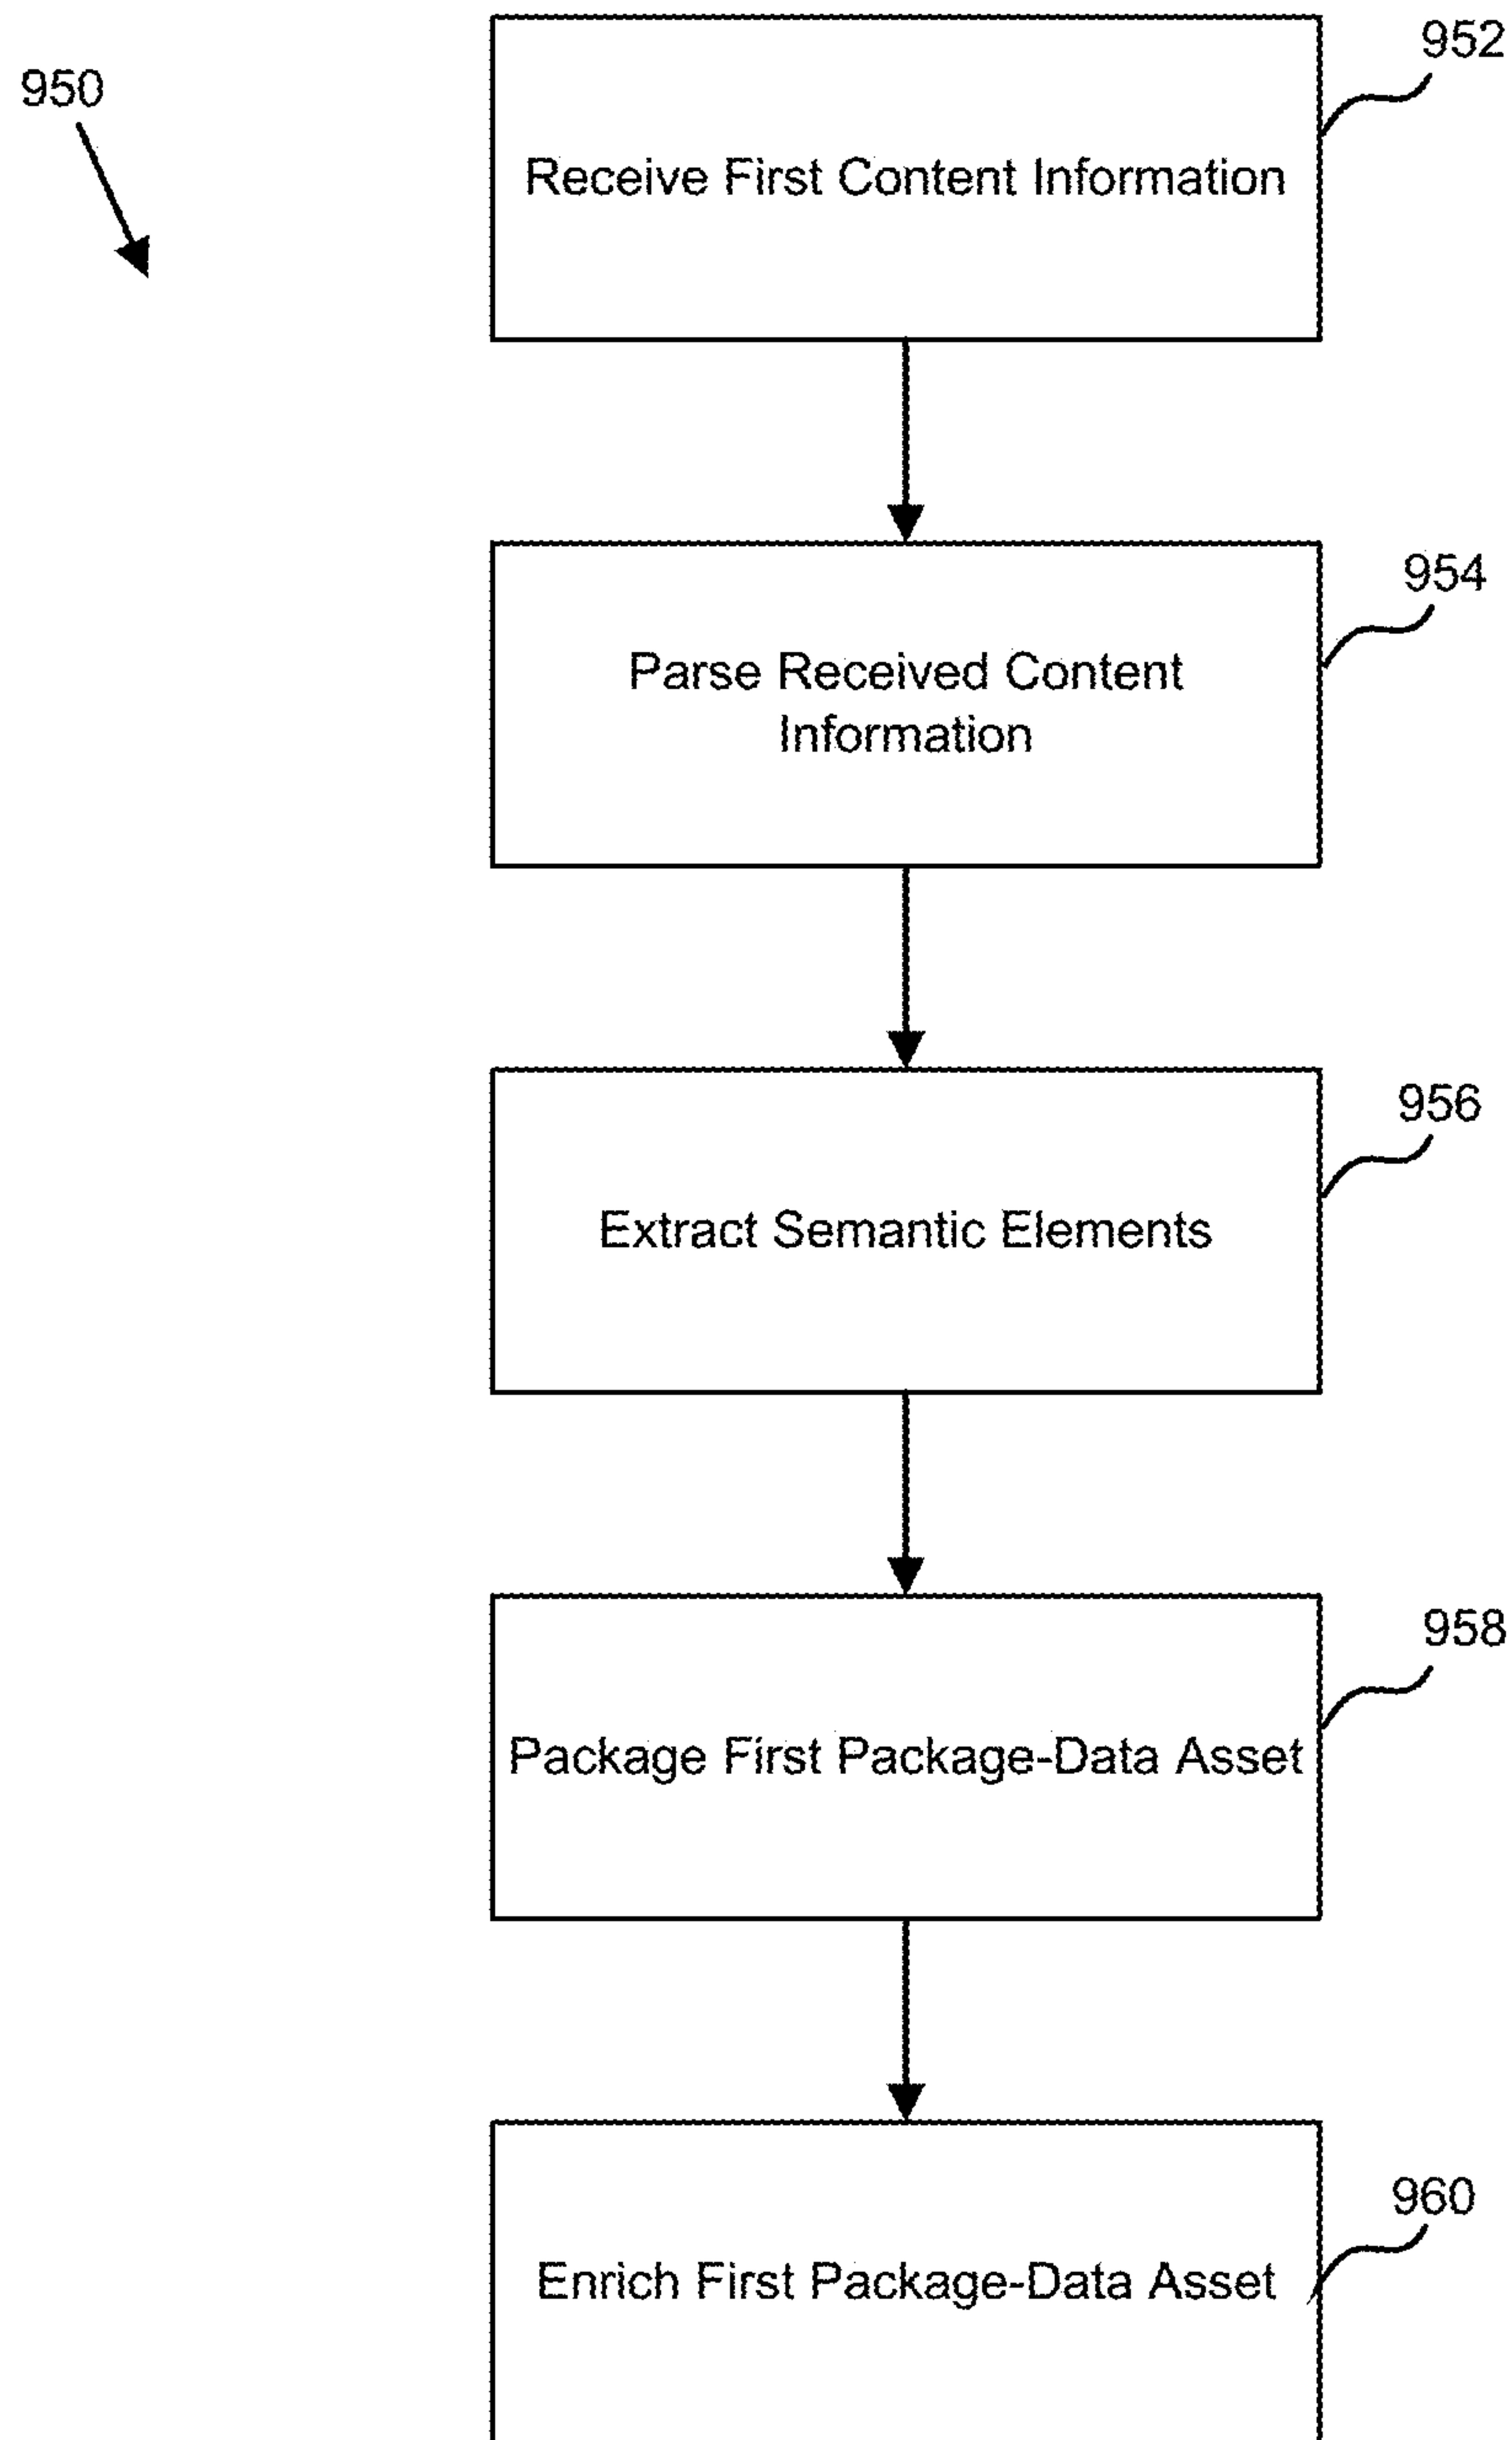 950
952
Receive First Content Information
954
Parse Received Content
Information
956
Extract Semantic Elements
958
Package First Package-Data Asset
960
Enrich First Package-Data Asset